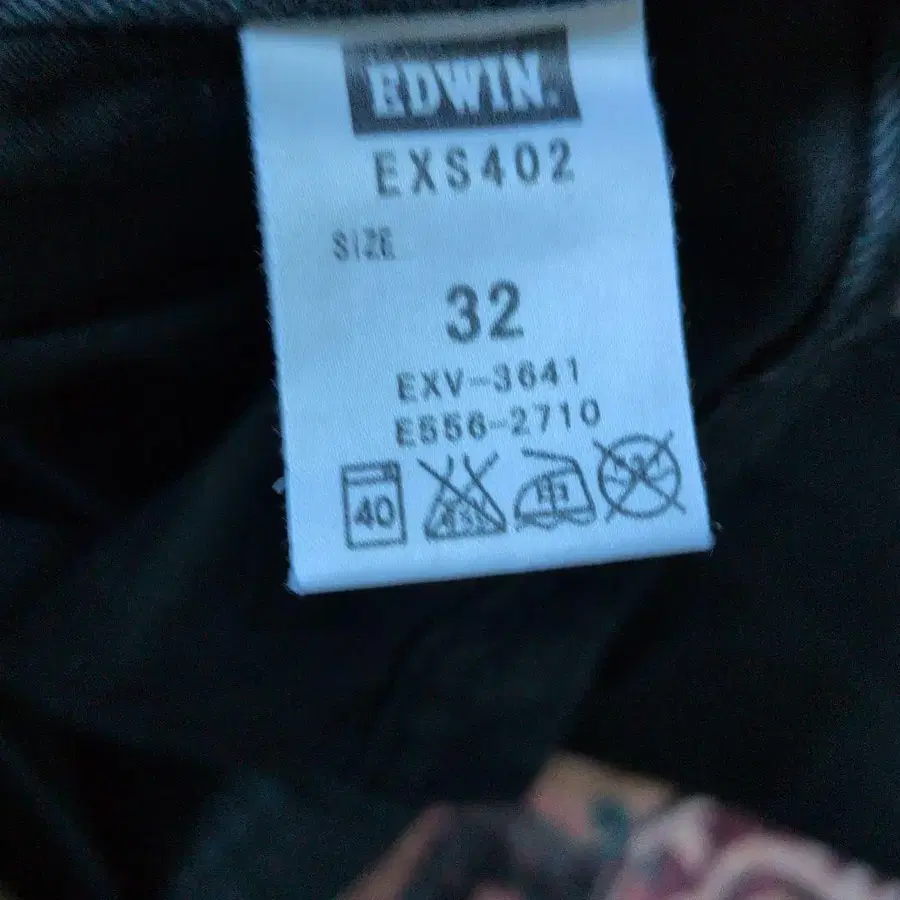 EDWIN.
EXS402
SIZE
32
EXV-3641
E556-2710
40